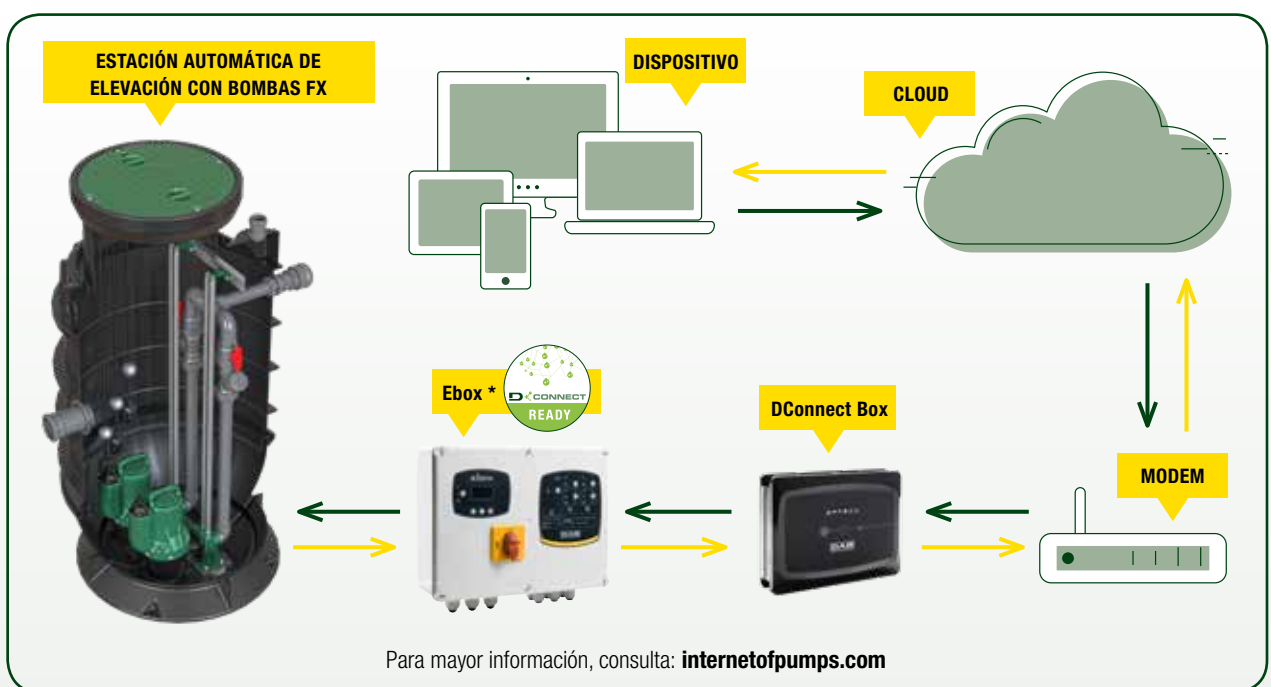 ESTACIÓN AUTOMÁTICA DE
ELEVACIÓN CON BOMBAS FX
DISPOSITIVO
CLOUD
Ebox *
D CONNECT
READY
DConnect Box
MODEM
DAB
DAB
Para mayor información, consulta: internetofpumps.com